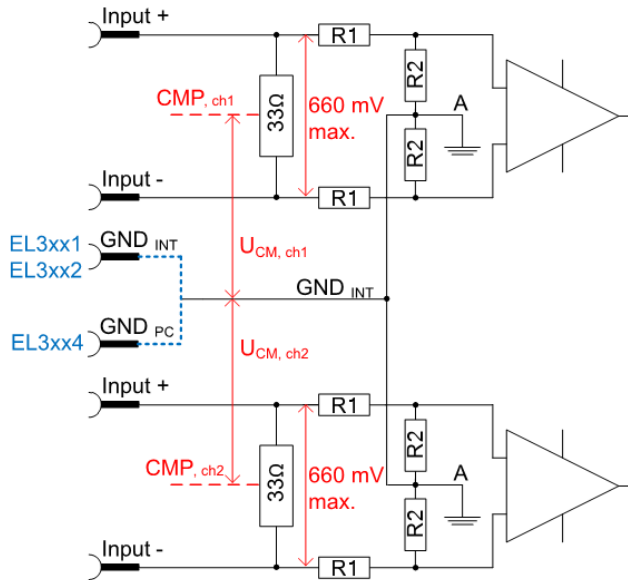 Input +
R1
R2
A
CMP, ch1
33Ω
660 mV
max.
R2
Input -
R1
EL3xx1
GND INT
EL3xx2
U CM, ch1
GND INT
EL3xx4
GND PC
U CM, ch2
Input +
R1
R2
A
CMP, ch2
33Ω
660 mV
max.
R2
Input -
R1